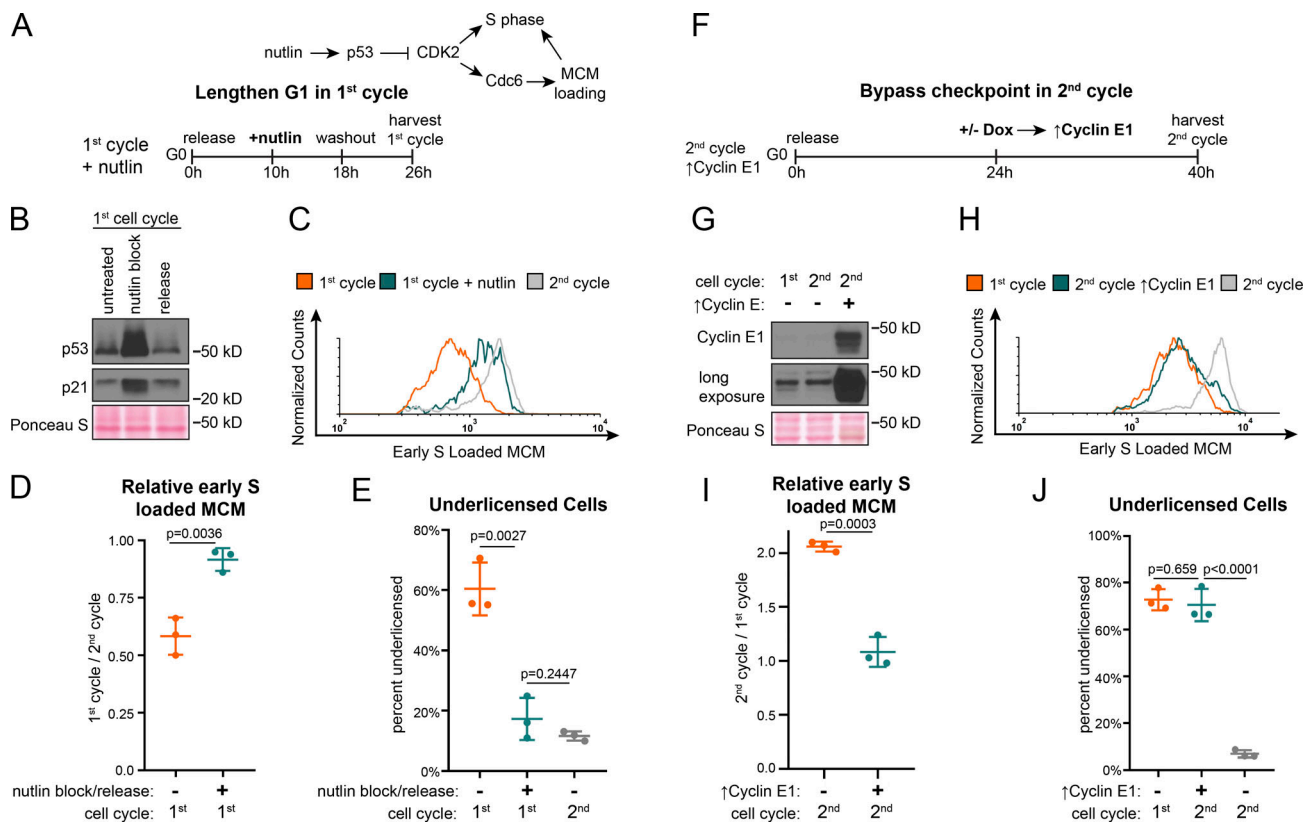 A
nutlin → p53 ⊣ CDK2
S phase
Cdc6
MCM
loading
Lengthen G1 in 1st cycle
1st cycle
+ nutlin
G0
release
+nutlin
washout
harvest
1st cycle
0h
10h
18h
26h
B
1st cell cycle
untreated
nutlin block
release
p53
50 kD
p21
20 kD
Ponceau S
50 kD
C
1st cycle
1st cycle + nutlin
2nd cycle
Normalized Counts
10²
10³
10⁴
Early S Loaded MCM
D
Relative early S
loaded MCM
p=0.0036
1st cycle / 2nd cycle
1.00
0.75
0.50
0.25
0.0
nutlin block/release: - +
cell cycle: 1st 1st
E
Underlicensed Cells
p=0.0027
p=0.2447
percent underlicensed
80%
60%
40%
20%
0%
nutlin block/release: - + -
cell cycle: 1st 1st 2nd
F
Bypass checkpoint in 2nd cycle
2nd cycle
↑Cyclin E1
G0
release
+/- Dox → ↑Cyclin E1
harvest
2nd cycle
0h
24h
40h
G
cell cycle: 1st 2nd 2nd
↑Cyclin E: - - +
Cyclin E1
50 kD
long
exposure
50 kD
Ponceau S
50 kD
H
1st cycle
2nd cycle ↑Cyclin E1
2nd cycle
Normalized Counts
10²
10³
10⁴
Early S Loaded MCM
I
Relative early S
loaded MCM
p=0.0003
2nd cycle / 1st cycle
2.0
1.5
1.0
0.5
0.0
↑Cyclin E1: - +
cell cycle: 2nd 2nd
J
Underlicensed Cells
p=0.659
p<0.0001
percent underlicensed
100%
80%
60%
40%
20%
0%
↑Cyclin E1: - + -
cell cycle: 1st 2nd 2nd